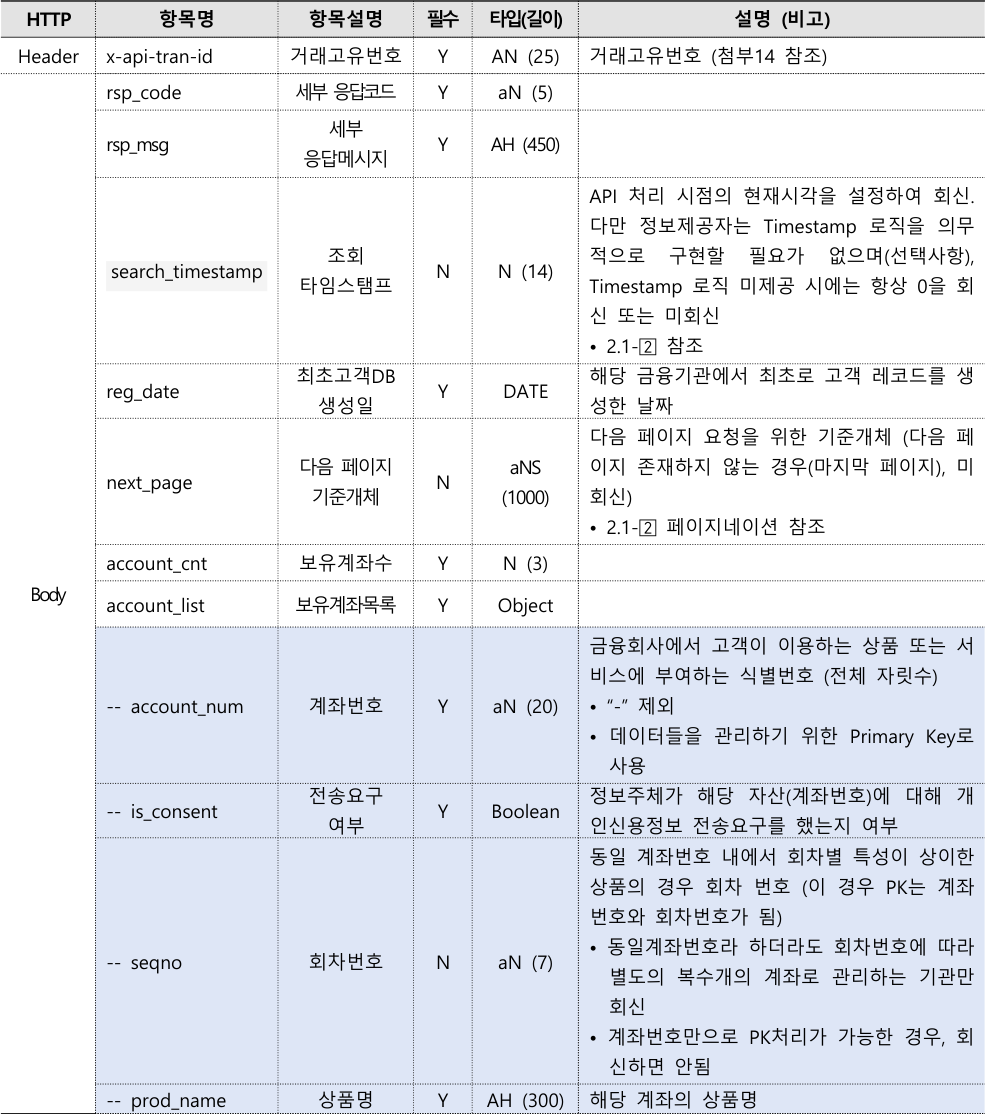 HTTP 항목명 항목설명 필수 타입(길이) 설명 (비고)
Header x-api-tran-id 거래고유번호 Y AN (25) 거래고유번호 (첨부14 참조)
Body
rsp_code 세부 응답코드 Y aN (5)
rsp_msg 세부
응답메시지 Y AH (450)
search_timestamp 조회
타임스탬프 N N (14)
API 처리 시점의 현재시각을 설정하여 회신.
다만 정보제공자는 Timestamp 로직을 의무
적으로 구현할 필요가 없으며(선택사항),
Timestamp 로직 미제공 시에는 항상 0을 회
신 또는 미회신
• 2.1-② 참조
reg_date 최초고객DB
생성일 Y DATE
해당 금융기관에서 최초로 고객 레코드를 생
성한 날짜
next_page 다음 페이지
기준개체 N aNS
(1000)
다음 페이지 요청을 위한 기준개체 (다음 페
이지 존재하지 않는 경우(마지막 페이지), 미
회신)
• 2.1-② 페이지네이션 참조
account_cnt 보유계좌수 Y N (3)
account_list 보유계좌목록 Y Object
-- account_num 계좌번호 Y aN (20)
금융회사에서 고객이 이용하는 상품 또는 서
비스에 부여하는 식별번호 (전체 자릿수)
• “-” 제외
• 데이터들을 관리하기 위한 Primary Key로
사용
-- is_consent 전송요구
여부 Y Boolean
정보주체가 해당 자산(계좌번호)에 대해 개
인신용정보 전송요구를 했는지 여부
-- seqno 회차번호 N aN (7)
동일 계좌번호 내에서 회차별 특성이 상이한
상품의 경우 회차 번호 (이 경우 PK는 계좌
번호와 회차번호가 됨)
• 동일계좌번호라 하더라도 회차번호에 따라
별도의 복수개의 계좌로 관리하는 기관만
회신
• 계좌번호만으로 PK처리가 가능한 경우, 회
신하면 안됨
-- prod_name 상품명 Y AH (300) 해당 계좌의 상품명